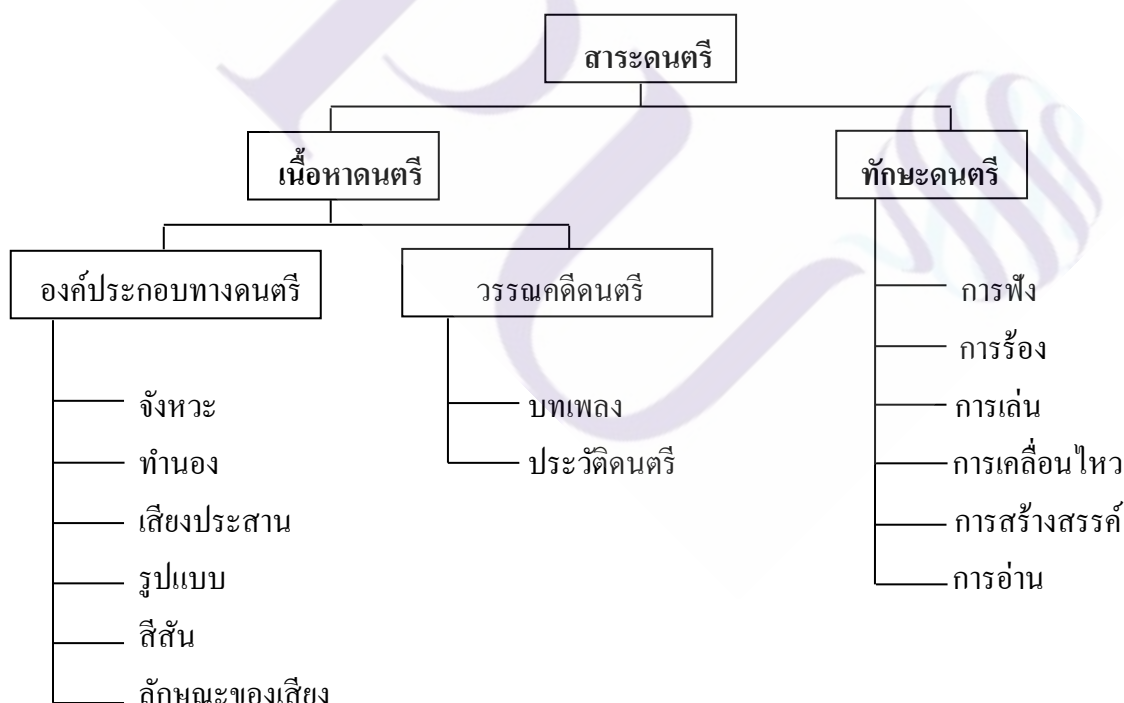 สาระดนตรี
เนื้อหาดนตรี
ทักษะดนตรี
องค์ประกอบทางดนตรี
วรรณคดีดนตรี
จังหวะ
ทำนอง
เสียงประสาน
รูปแบบ
สีสัน
ลักษณะของเสียง
บทเพลง
ประวัติดนตรี
การฟัง
การร้อง
การเล่น
การเคลื่อนไหว
การสร้างสรรค์
การอ่าน